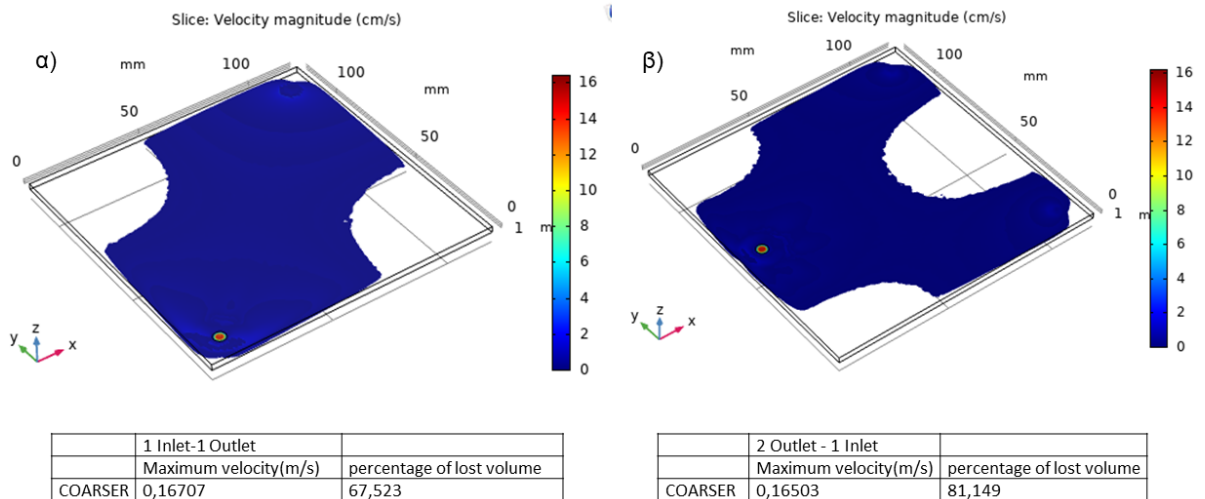 Slice: Velocity magnitude (cm/s)
α)
mm
100
100
mm
50
50
0
0
1 m
16
14
12
10
8
6
4
2
0
y z x
Slice: Velocity magnitude (cm/s)
β)
mm
100
100
mm
50
50
0
0
1 m
16
14
12
10
8
6
4
2
0
y z x
1 Inlet-1 Outlet
Maximum velocity(m/s) percentage of lost volume
COARSER 0,16707 67,523
2 Outlet - 1 Inlet
Maximum velocity(m/s) percentage of lost volume
COARSER 0,16503 81,149